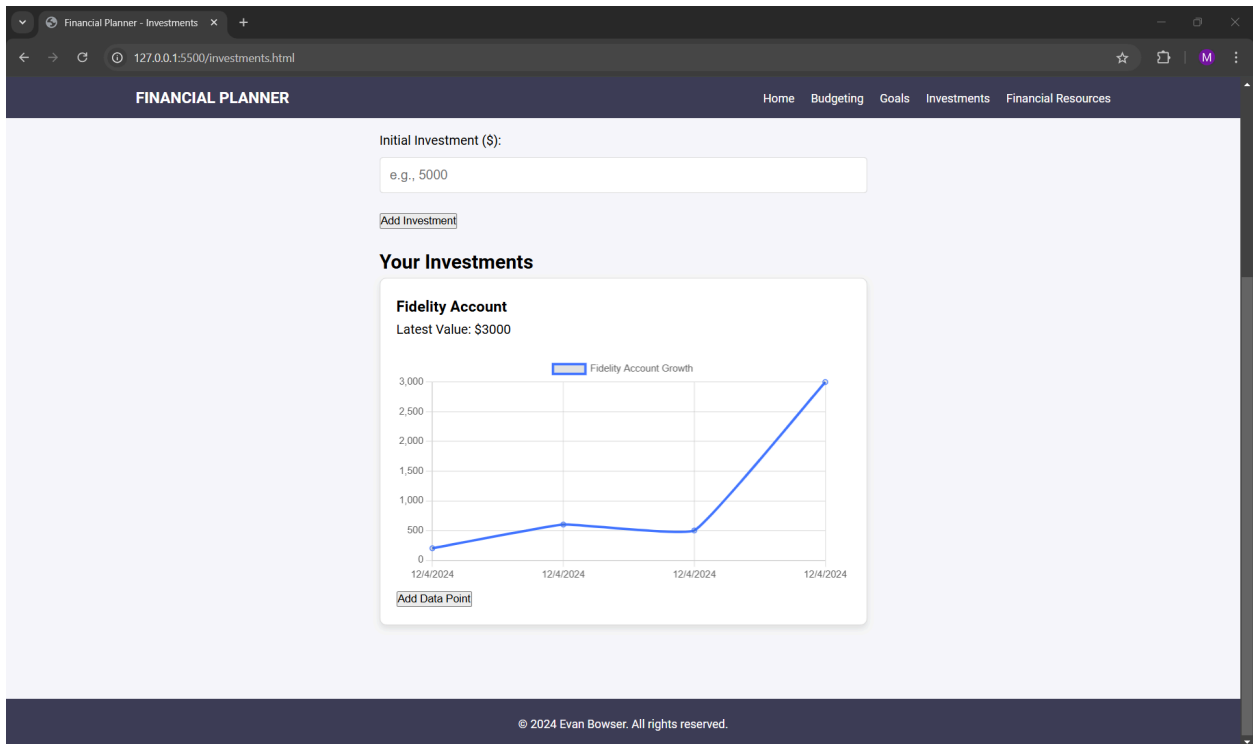 Financial Planner - Investments
127.0.0.1:5500/investments.html
M
FINANCIAL PLANNER
Home Budgeting Goals Investments Financial Resources
Initial Investment ($):
e.g., 5000
Add Investment
Your Investments
Fidelity Account
Latest Value: $3000
Fidelity Account Growth
3,000
2,500
2,000
1,500
1,000
500
0
12/4/2024 12/4/2024 12/4/2024 12/4/2024
Add Data Point
© 2024 Evan Bowser. All rights reserved.